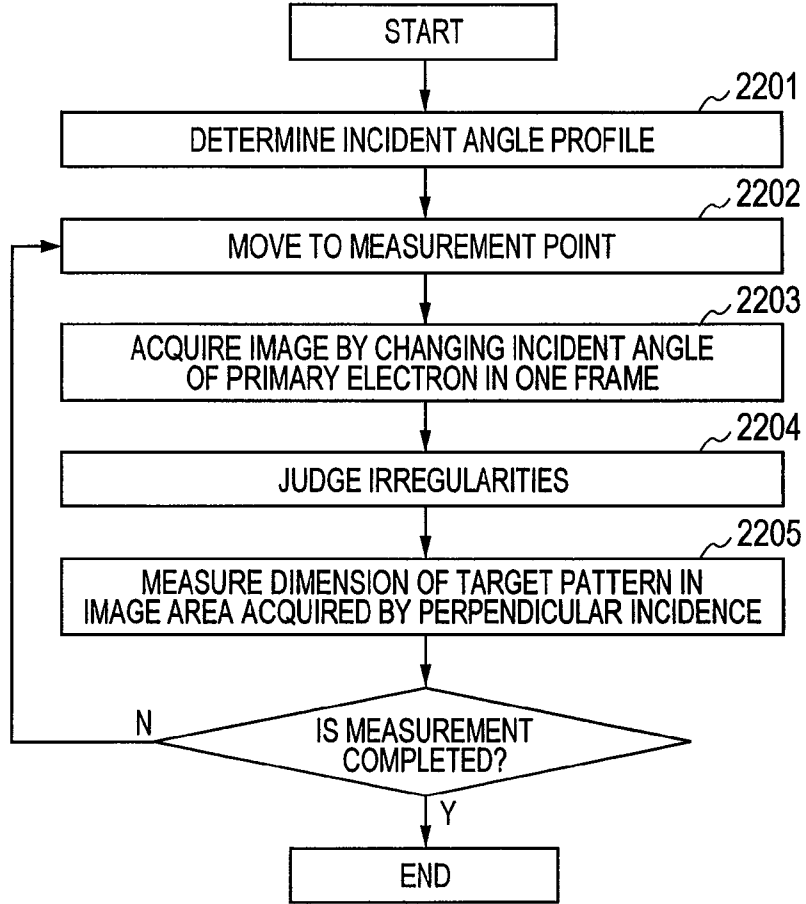 START
2201
DETERMINE INCIDENT ANGLE PROFILE
2202
MOVE TO MEASUREMENT POINT
2203
ACQUIRE IMAGE BY CHANGING INCIDENT ANGLE
OF PRIMARY ELECTRON IN ONE FRAME
2204
JUDGE IRREGULARITIES
2205
MEASURE DIMENSION OF TARGET PATTERN IN
IMAGE AREA ACQUIRED BY PERPENDICULAR INCIDENCE
N
IS MEASUREMENT
COMPLETED?
Y
END